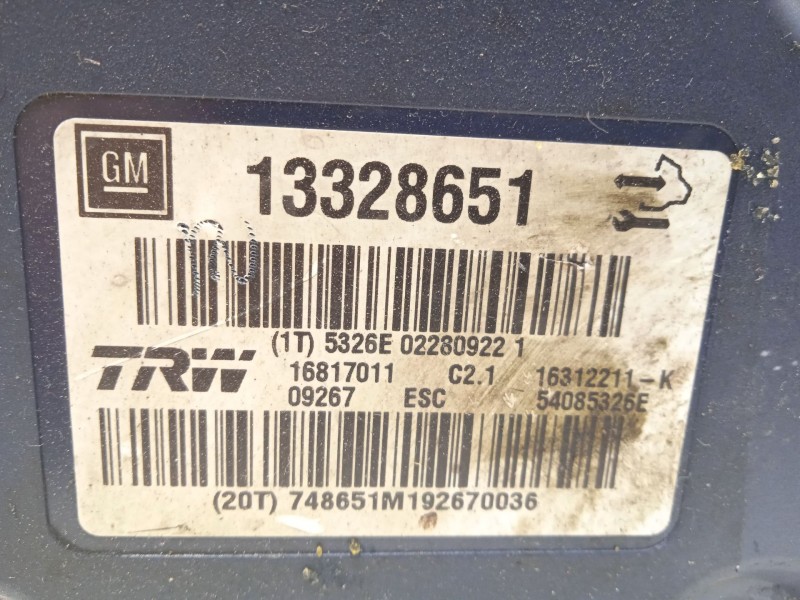 GM 13328651
(1T) 5326E 02280922 1
TRW 16817011 C2.1 16312211-K
09267 ESC 54085326E
(20T) 748651M192670036